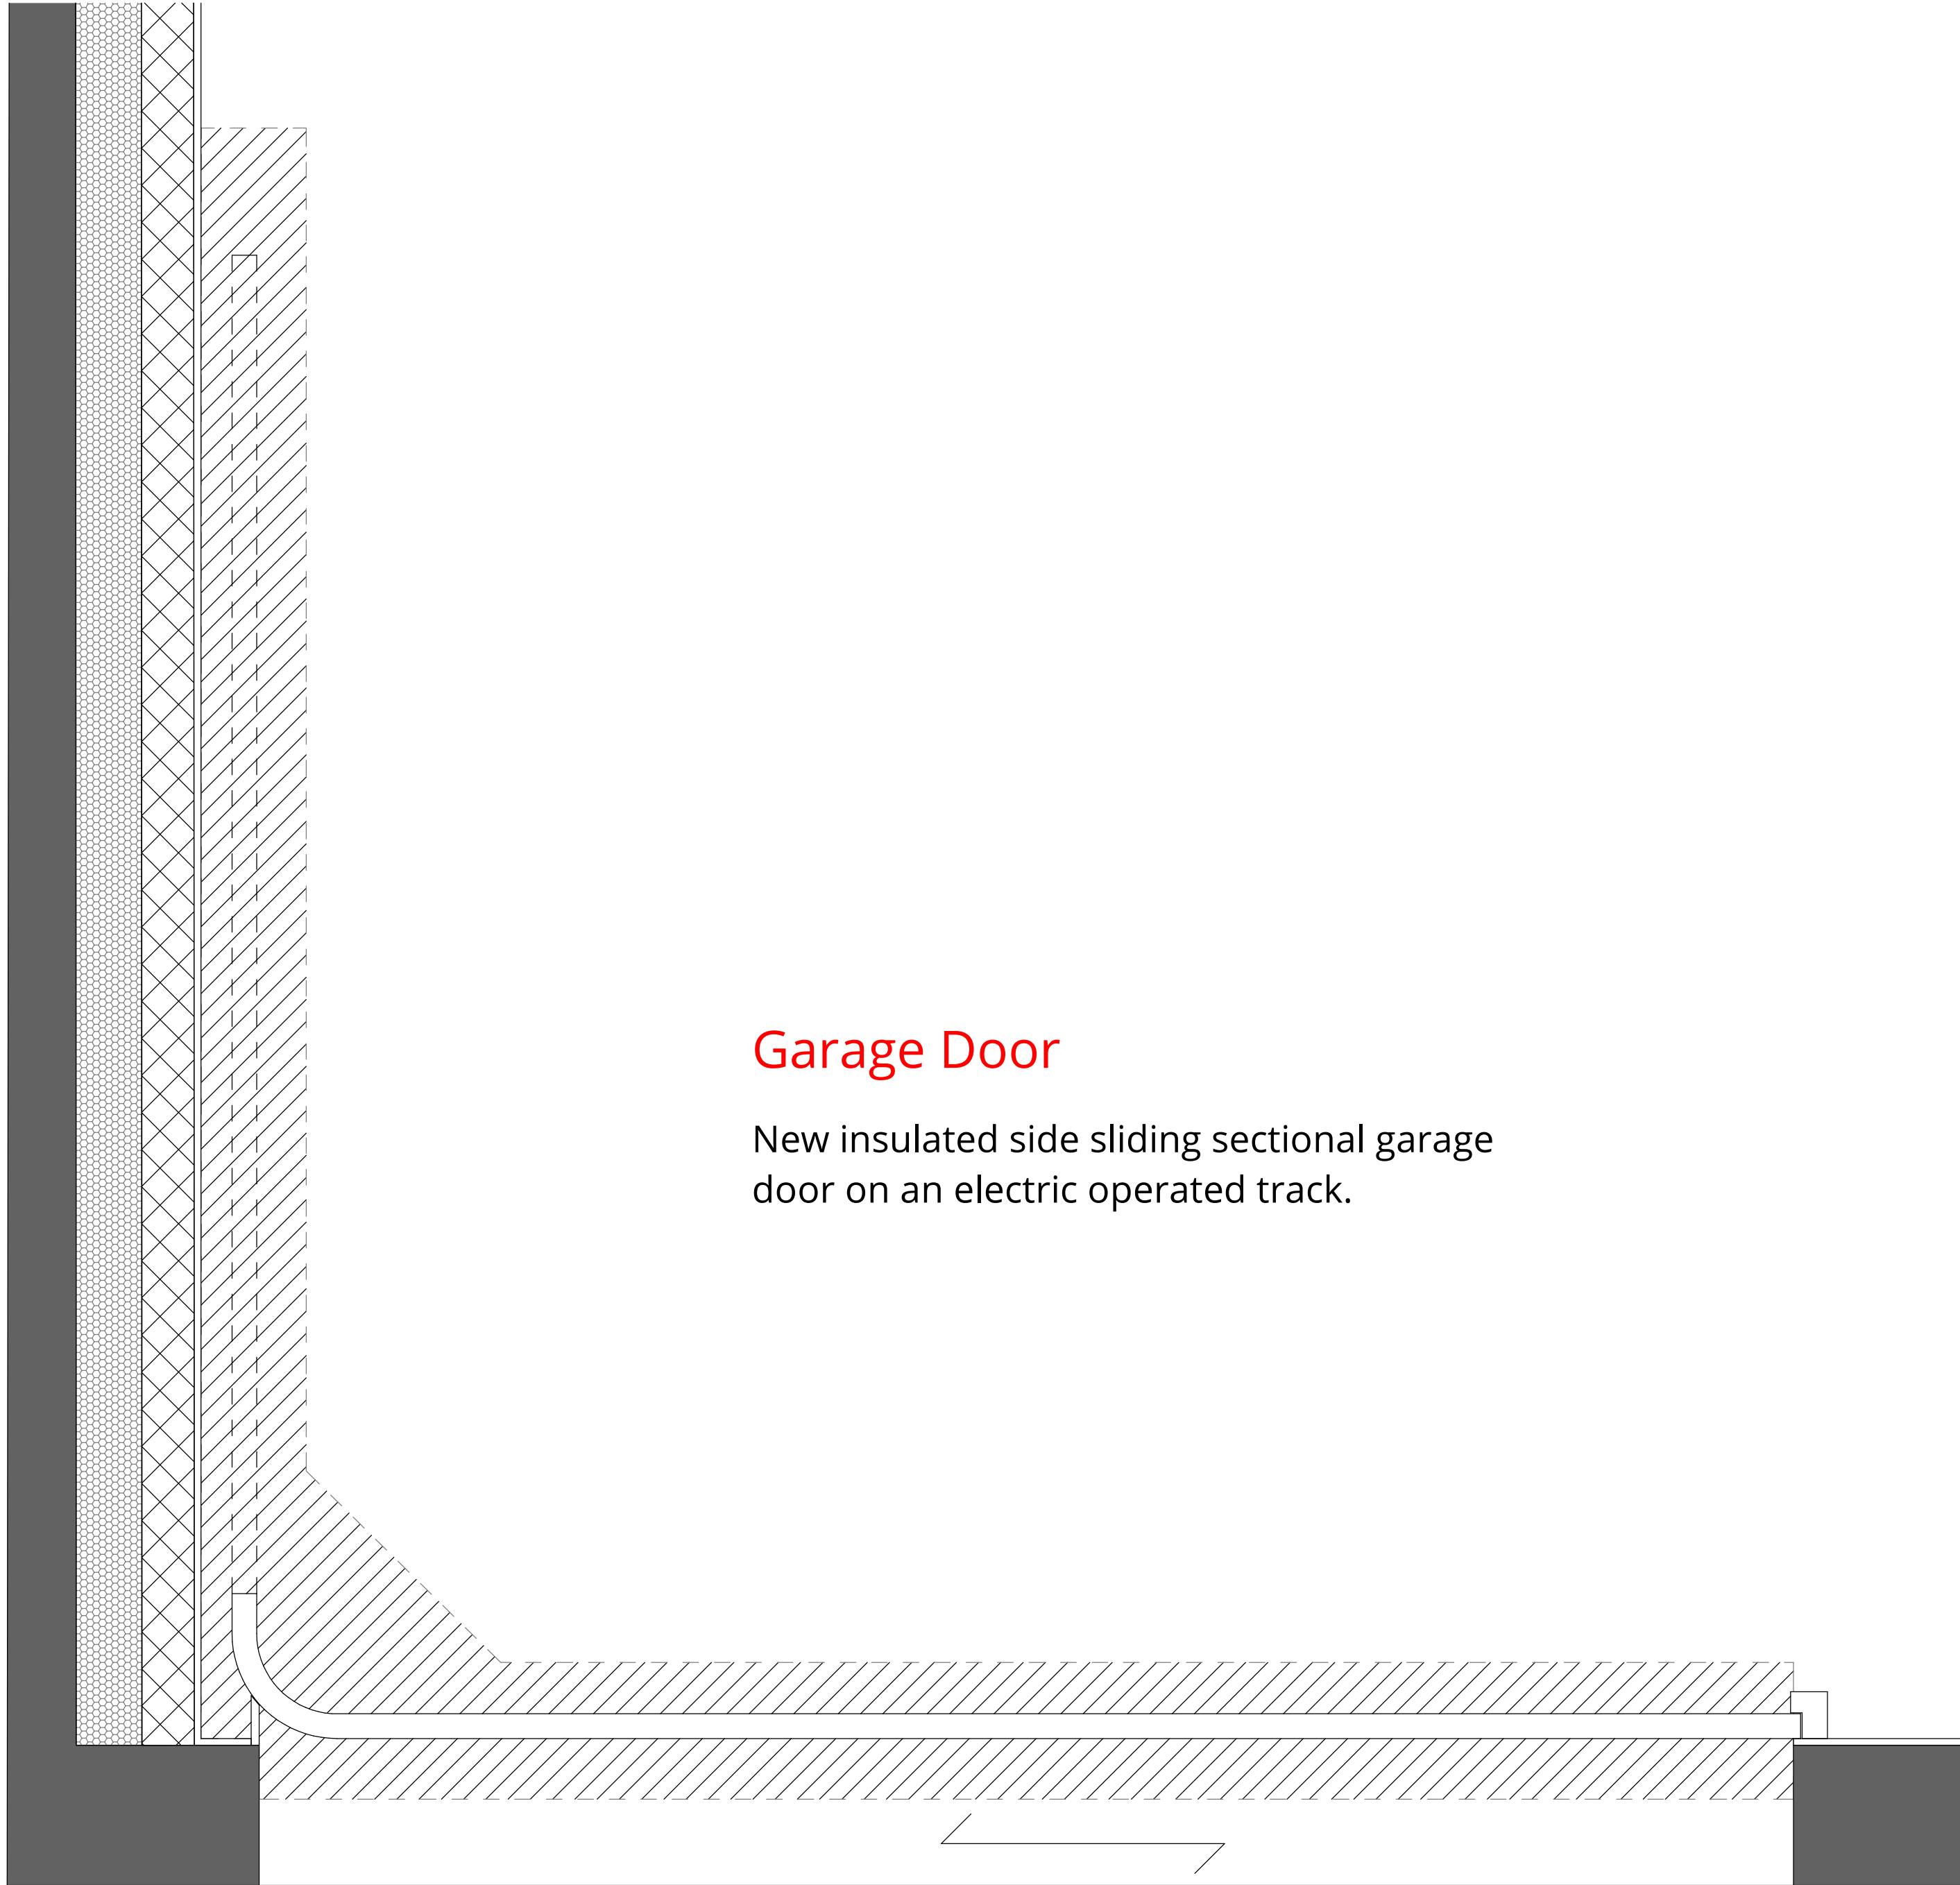 Garage Door
New insulated side sliding sectional garage
door on an electric operated track.